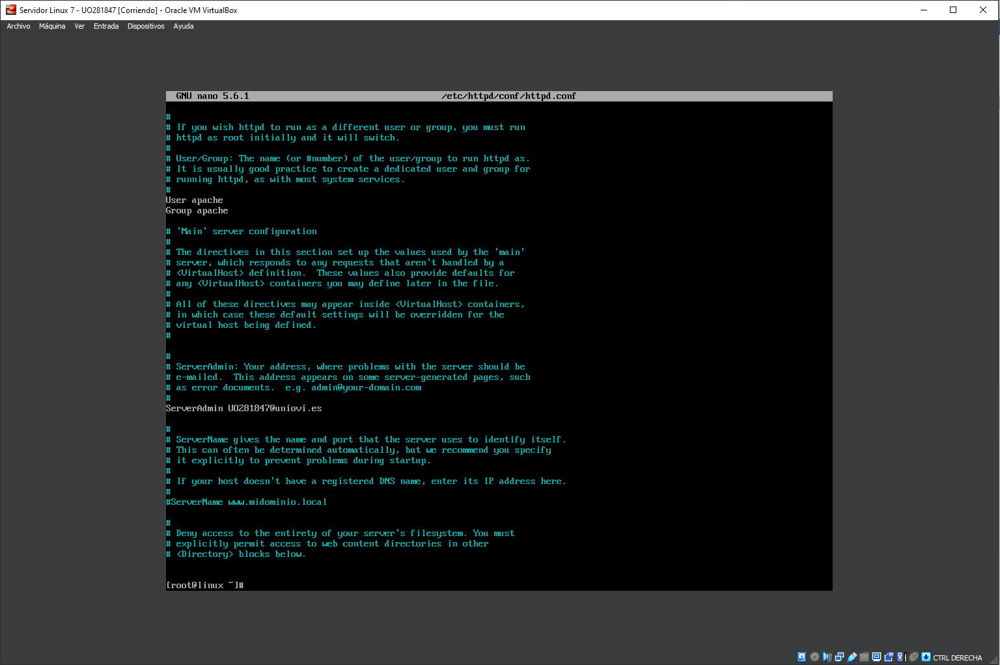 Servidor Linux 7 - UO281847 [Corriendo] - Oracle VM VirtualBox
Archivo Máquina Ver Entrada Dispositivos Ayuda
GNU nano 5.6.1 /etc/httpd/conf/httpd.conf
#
# If you wish httpd to run as a different user or group, you must run
# httpd as root initially and it will switch.
#
# User/Group: The name (or #number) of the user/group to run httpd as.
# It is usually good practice to create a dedicated user and group for
# running httpd, as with most system services.
#
User apache
Group apache
# 'Main' server configuration
#
# The directives in this section set up the values used by the 'main'
# server, which responds to any requests that aren't handled by a
# <VirtualHost> definition.  These values also provide defaults for
# any <VirtualHost> containers you may define later in the file.
#
# All of these directives may appear inside <VirtualHost> containers,
# in which case these default settings will be overridden for the
# virtual host being defined.
#
#
# ServerAdmin: Your address, where problems with the server should be
# e-mailed.  This address appears on some server-generated pages, such
# as error documents.  e.g. admin@your-domain.com
#
ServerAdmin UO281847@uniovi.es
#
# ServerName gives the name and port that the server uses to identify itself.
# This can often be determined automatically, but we recommend you specify
# it explicitly to prevent problems during startup.
#
# If your host doesn't have a registered DNS name, enter its IP address here.
#
#ServerName www.midominio.local
#
# Deny access to the entirety of your server's filesystem. You must
# explicitly permit access to web content directories in other
# <Directory> blocks below.
[root@linux ~]#
CTRL DERECHA